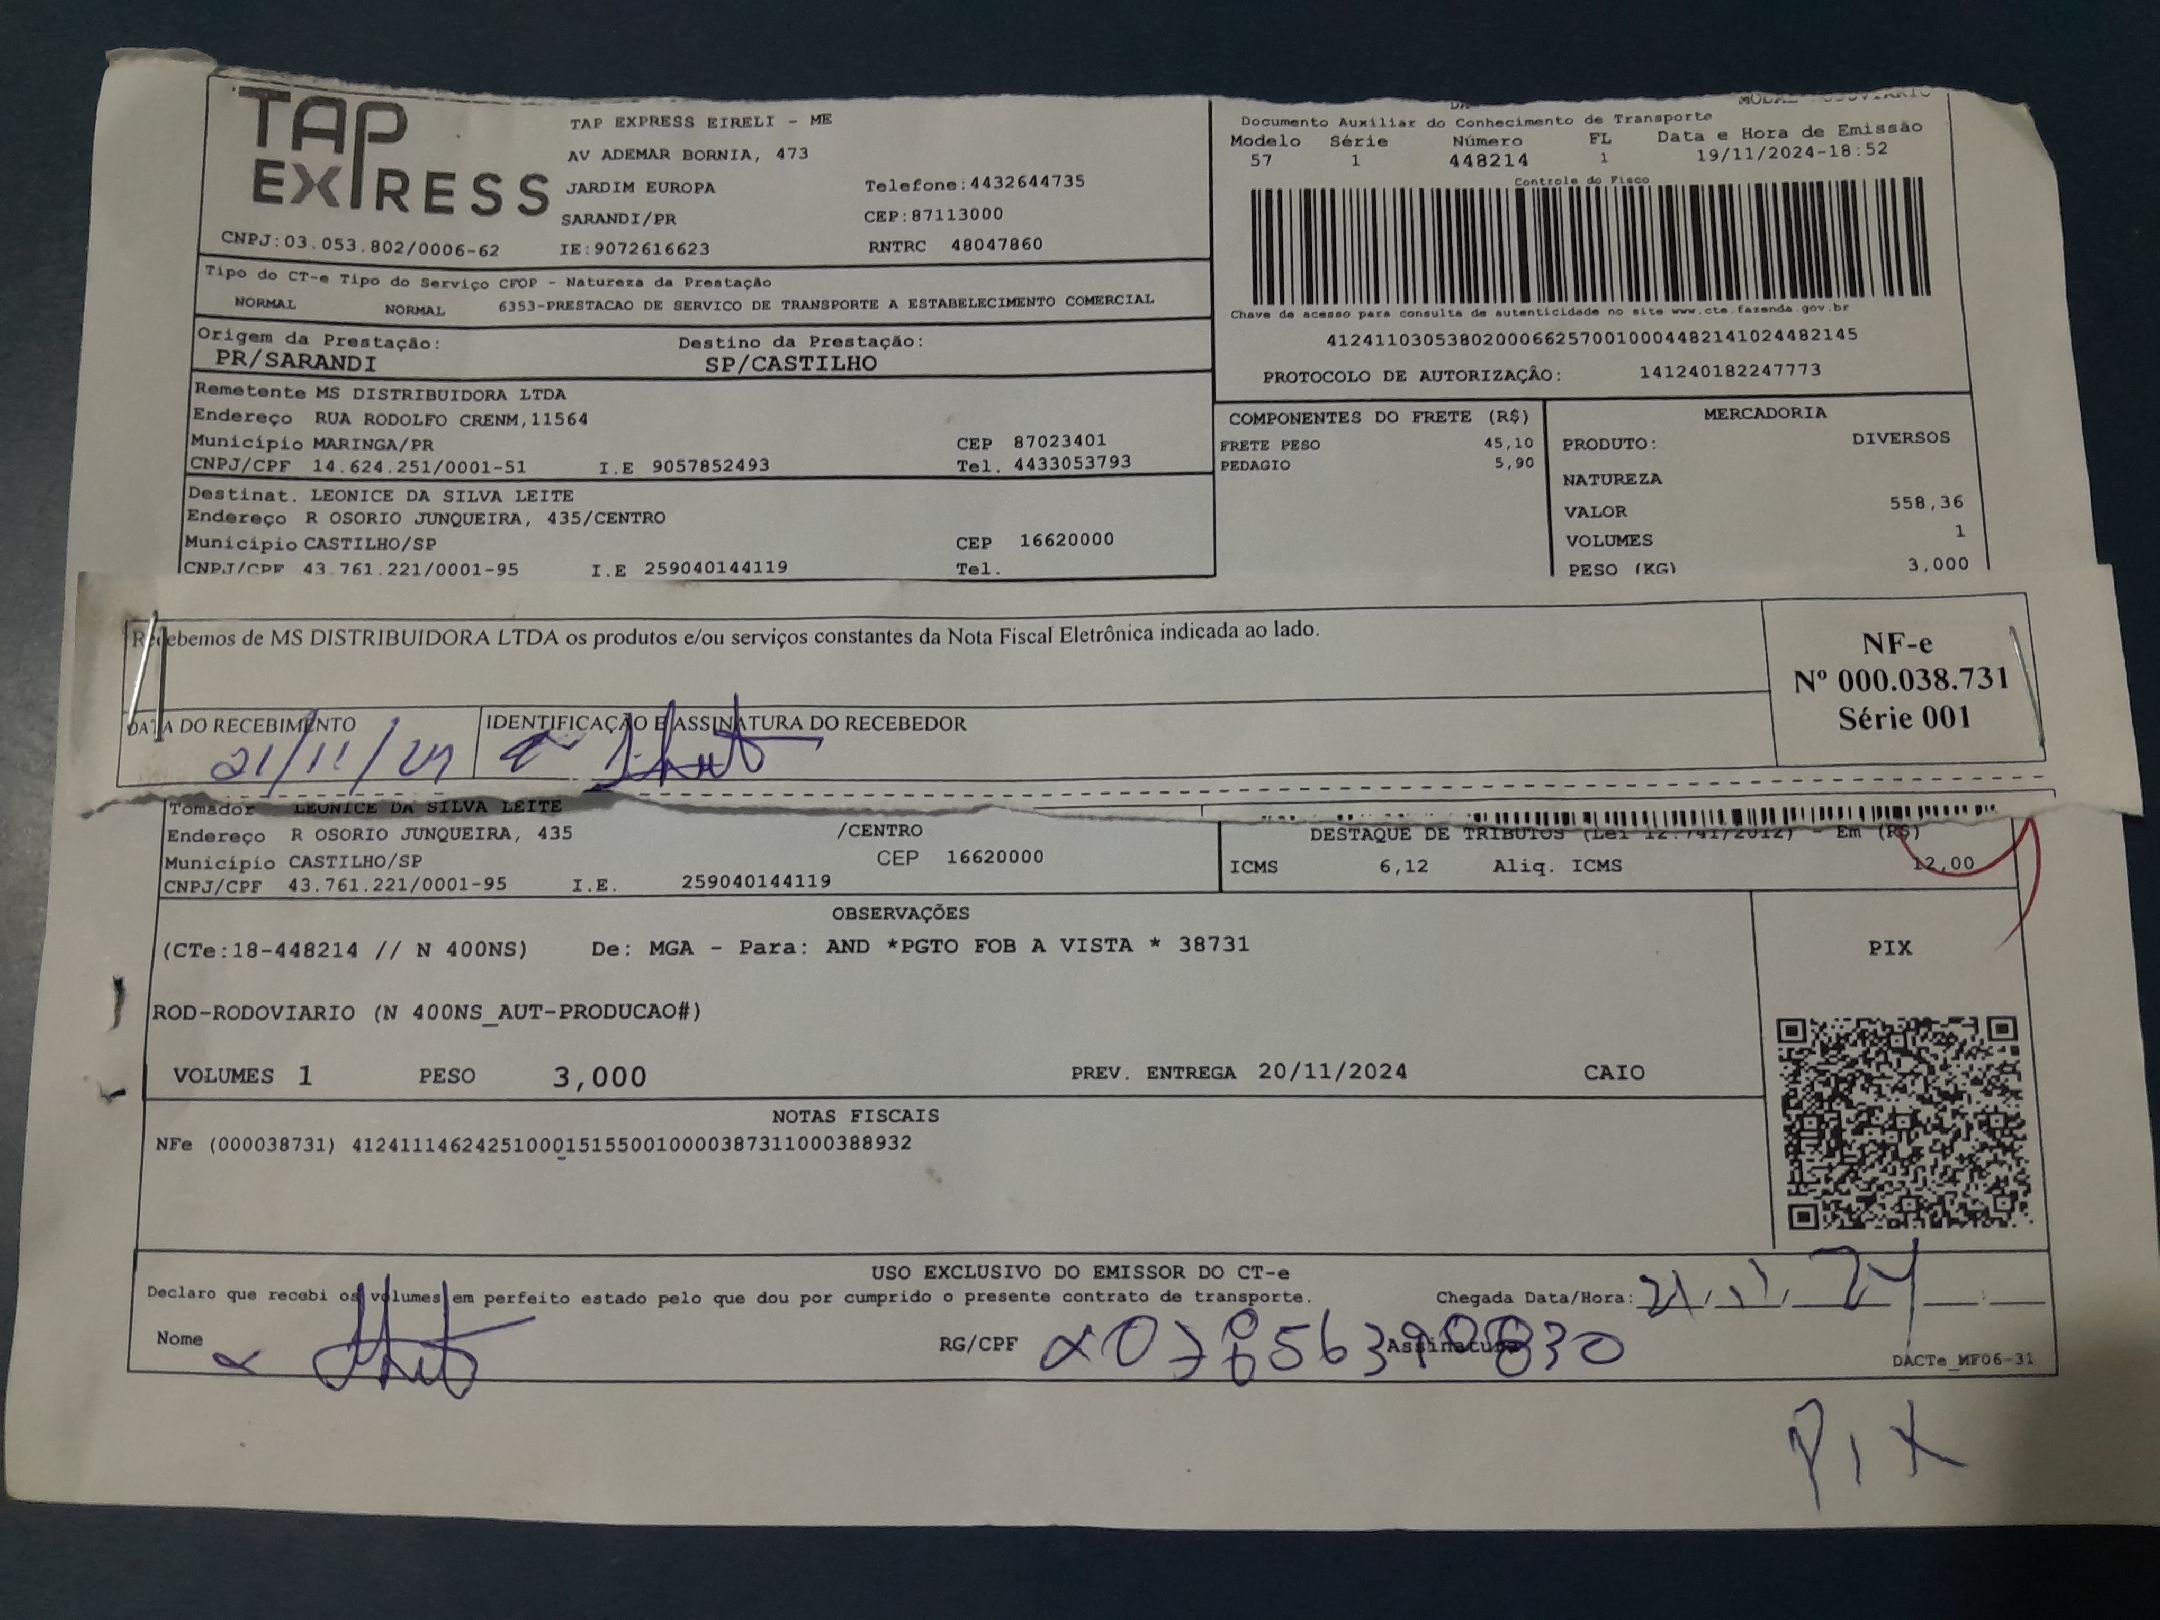 TAP EXPRESS
TAP EXPRESS EIRELI - ME
AV ADEMAR BORNIA, 473
JARDIM EUROPA Telefone:4432644735
SARANDI/PR CEP:87113000
CNPJ:03.053.802/0006-62 IE:9072616623 RNTRC 48047860
Documento Auxiliar do Conhecimento de Transporte
Modelo Série Número FL Data e Hora de Emissão
57 1 448214 1 19/11/2024-18:52
Controle do Fisco
Chave de acesso para consulta de autenticidade no site www.cte.fazenda.gov.br
41241103053802000662570010004482141024482145
PROTOCOLO DE AUTORIZAÇÃO: 141240182247773
Tipo do CT-e Tipo do Serviço CFOP - Natureza da Prestação
NORMAL NORMAL 6353-PRESTACAO DE SERVICO DE TRANSPORTE A ESTABELECIMENTO COMERCIAL
Origem da Prestação: Destino da Prestação:
PR/SARANDI SP/CASTILHO
Remetente MS DISTRIBUIDORA LTDA
Endereço RUA RODOLFO CRENM,11564
Município MARINGA/PR CEP 87023401
CNPJ/CPF 14.624.251/0001-51 I.E 9057852493 Tel. 4433053793
Destinat. LEONICE DA SILVA LEITE
Endereço R OSORIO JUNQUEIRA, 435/CENTRO
Município CASTILHO/SP CEP 16620000
CNPJ/CPF 43.761.221/0001-95 I.E 259040144119 Tel.
COMPONENTES DO FRETE (R$)
FRETE PESO 45,10
PEDAGIO 5,90
MERCADORIA
PRODUTO: DIVERSOS
NATUREZA
VALOR 558,36
VOLUMES 1
PESO (KG) 3,000
Recebemos de MS DISTRIBUIDORA LTDA os produtos e/ou serviços constantes da Nota Fiscal Eletrônica indicada ao lado.
NF-e
Nº 000.038.731
Série 001
DATA DO RECEBIMENTO IDENTIFICAÇÃO E ASSINATURA DO RECEBEDOR
21/11/24
Tomador LEONICE DA SILVA LEITE
Endereço R OSORIO JUNQUEIRA, 435 /CENTRO
Município CASTILHO/SP CEP 16620000
CNPJ/CPF 43.761.221/0001-95 I.E. 259040144119
DESTAQUE DE TRIBUTOS (Lei 12.741/2012) - Em (R$)
ICMS 6,12 Aliq. ICMS 12,00
OBSERVAÇÕES
(CTe:18-448214 // N 400NS) De: MGA - Para: AND *PGTO FOB A VISTA * 38731
ROD-RODOVIARIO (N 400NS_AUT-PRODUCAO#)
VOLUMES 1 PESO 3,000 PREV. ENTREGA 20/11/2024 CAIO
PIX
NOTAS FISCAIS
NFe (000038731) 41241114624251000151550010000387311000388932
USO EXCLUSIVO DO EMISSOR DO CT-e
Declaro que recebi os volumes em perfeito estado pelo que dou por cumprido o presente contrato de transporte. Chegada Data/Hora: 21/11/24
Nome RG/CPF Assinatura
DACTe_MF06-31
PIX